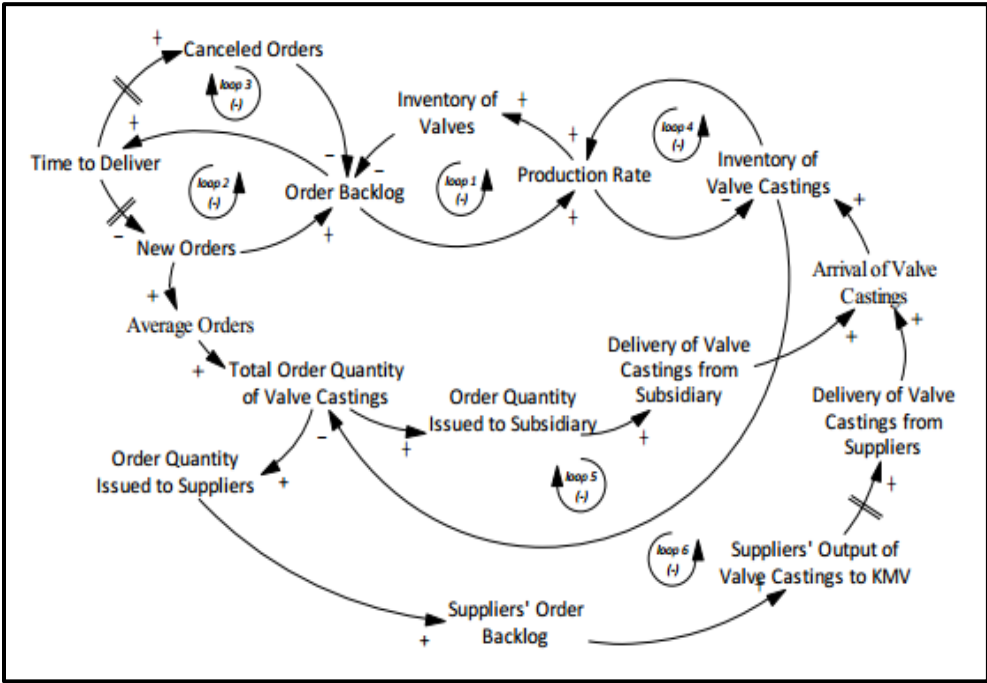 +
Canceled Orders
loop 3
(-)
+
Inventory of
Valves
+
+
loop 4
(-)
Time to Deliver
loop 2
(-)
–
–
Order Backlog
loop 1
(-)
Production Rate
Inventory of
Valve Castings
–
+
–
New Orders
+
+
+
Average Orders
Arrival of Valve
Castings
+
+
+
Total Order Quantity
of Valve Castings
–
Order Quantity
Issued to Subsidiary
+
Delivery of Valve
Castings from
Subsidiary
+
Delivery of Valve
Castings from
Suppliers
+
Order Quantity
Issued to Suppliers
+
loop 5
(-)
loop 6
(-)
Suppliers' Output of
Valve Castings to KMV
+
Suppliers' Order
Backlog
+